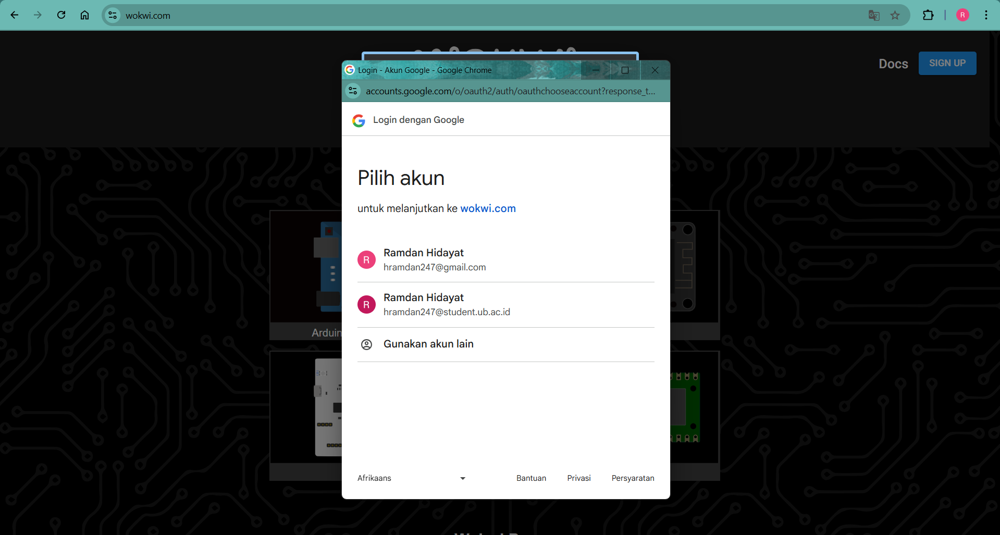 wokwi.com
R
Docs
SIGN UP
Login - Akun Google - Google Chrome
accounts.google.com/o/oauth2/auth/oauthchooseaccount?response_t...
Login dengan Google
Pilih akun
untuk melanjutkan ke wokwi.com
R
Ramdan Hidayat
hramdan247@gmail.com
R
Ramdan Hidayat
hramdan247@student.ub.ac.id
Gunakan akun lain
Arduin
Afrikaans
Bantuan
Privasi
Persyaratan